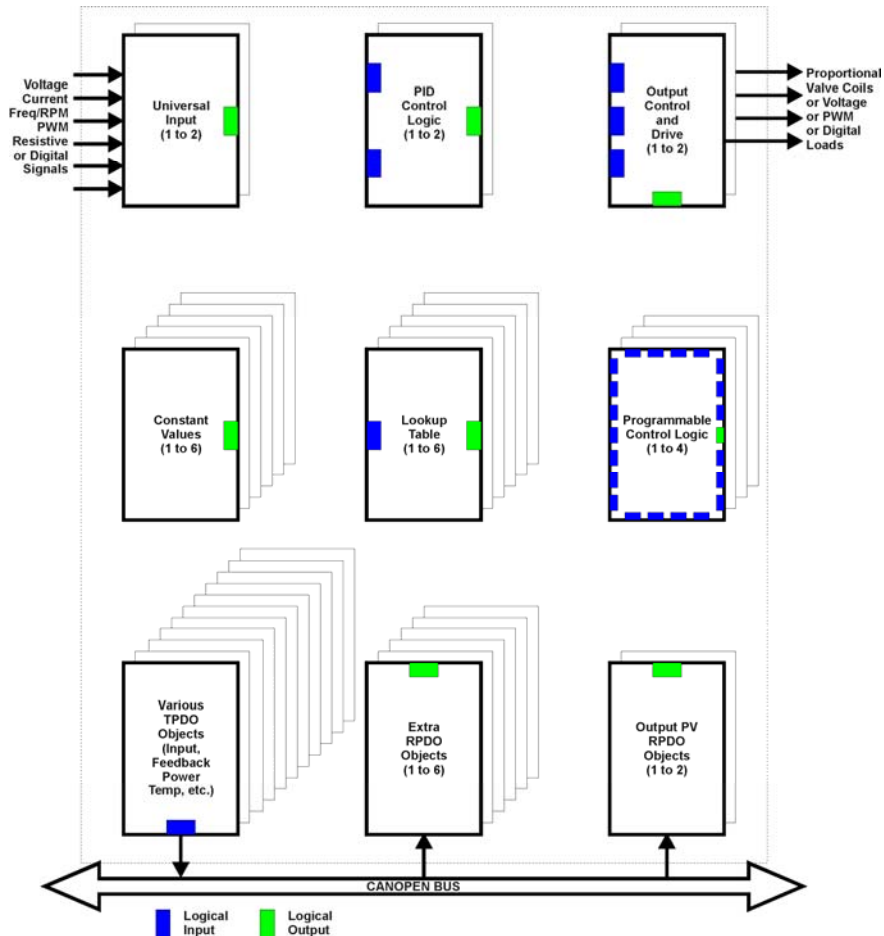 Voltage
Current
Freq/RPM
PWM
Resistive
or Digital
Signals
Universal
Input
(1 to 2)
PID
Control
Logic
(1 to 2)
Output
Control
and
Drive
(1 to 2)
Proportional
Valve Coils
or Voltage
or PWM
or Digital
Loads
Constant
Values
(1 to 6)
Lookup
Table
(1 to 6)
Programmable
Control Logic
(1 to 4)
Various
TPDO
Objects
(Input,
Feedback
Power
Temp, etc.)
Extra
RPDO
Objects
(1 to 6)
Output PV
RPDO
Objects
(1 to 2)
CANOPEN BUS
Logical
Input
Logical
Output